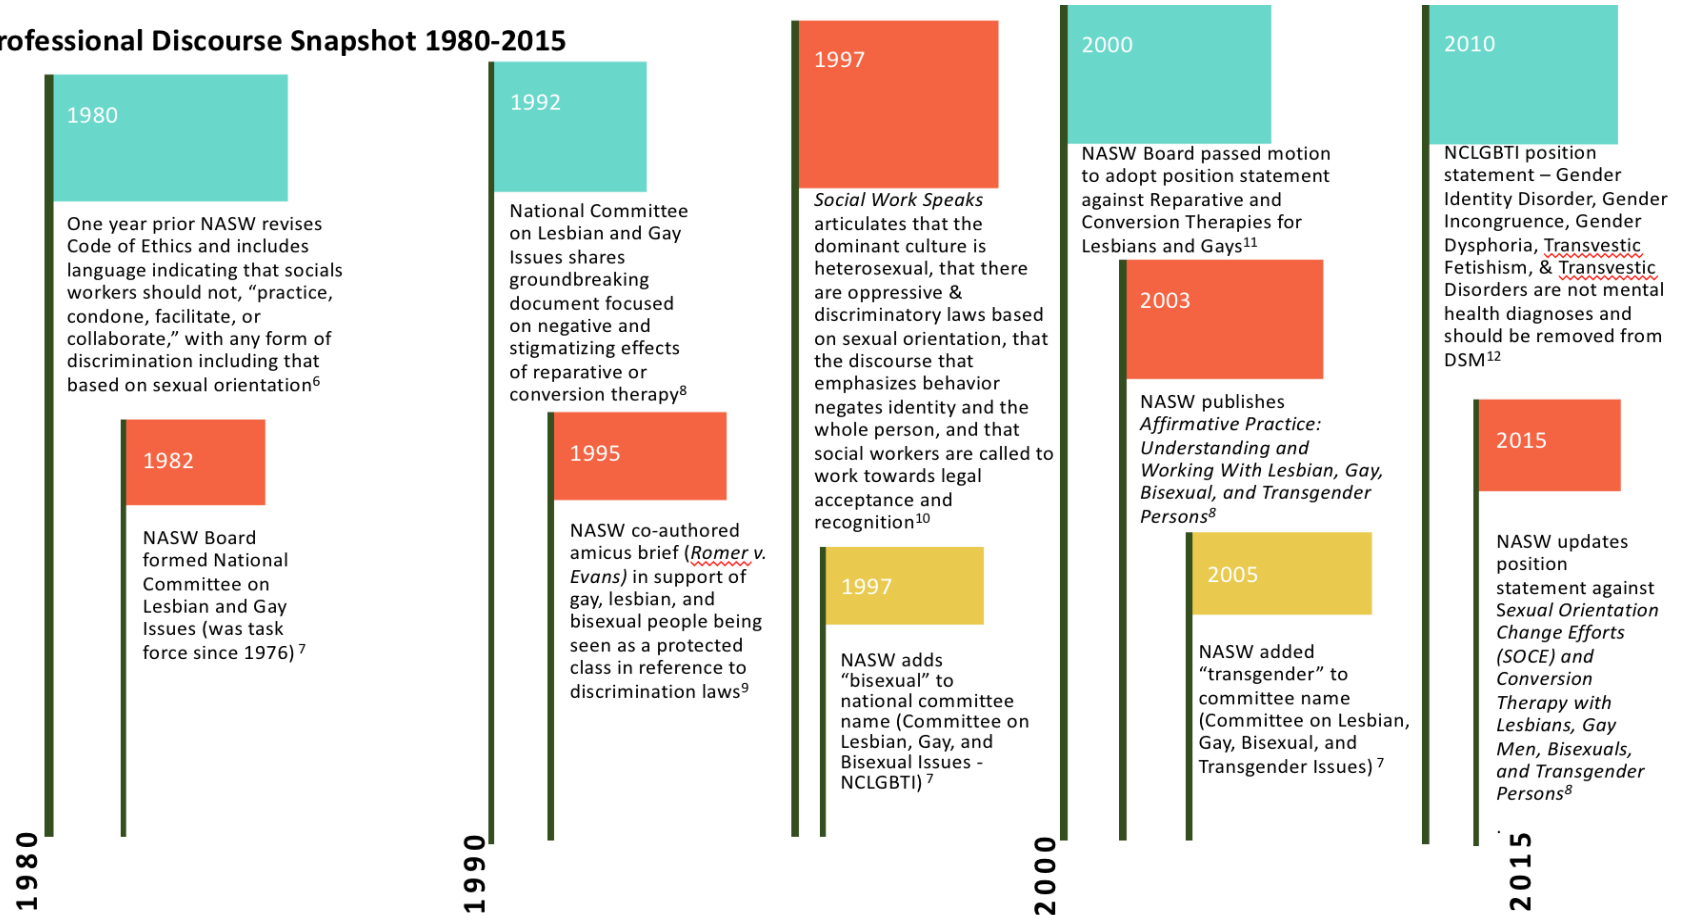 rofessional Discourse Snapshot 1980-2015
1980
One year prior NASW revises
Code of Ethics and includes
language indicating that socials
workers should not, “practice,
condone, facilitate, or
collaborate,” with any form of
discrimination including that
based on sexual orientation6
1982
NASW Board
formed National
Committee on
Lesbian and Gay
Issues (was task
force since 1976) 7
1992
National Committee
on Lesbian and Gay
Issues shares
groundbreaking
document focused
on negative and
stigmatizing effects
of reparative or
conversion therapy8
1995
NASW co-authored
amicus brief (Romer v.
Evans) in support of
gay, lesbian, and
bisexual people being
seen as a protected
class in reference to
discrimination laws9
1997
Social Work Speaks
articulates that the
dominant culture is
heterosexual, that there
are oppressive &
discriminatory laws based
on sexual orientation, that
the discourse that
emphasizes behavior
negates identity and the
whole person, and that
social workers are called to
work towards legal
acceptance and
recognition10
1997
NASW adds
“bisexual” to
national committee
name (Committee on
Lesbian, Gay, and
Bisexual Issues -
NCLGBTI) 7
2000
NASW Board passed motion
to adopt position statement
against Reparative and
Conversion Therapies for
Lesbians and Gays11
2003
NASW publishes
Affirmative Practice:
Understanding and
Working With Lesbian, Gay,
Bisexual, and Transgender
Persons8
2005
NASW added
“transgender” to
committee name
(Committee on Lesbian,
Gay, Bisexual, and
Transgender Issues) 7
2010
NCLGBTI position
statement – Gender
Identity Disorder, Gender
Incongruence, Gender
Dysphoria, Transvestic
Fetishism, & Transvestic
Disorders are not mental
health diagnoses and
should be removed from
DSM12
2015
NASW updates
position
statement against
Sexual Orientation
Change Efforts
(SOCE) and
Conversion
Therapy with
Lesbians, Gay
Men, Bisexuals,
and Transgender
Persons8
.
1980
1990
2000
2015